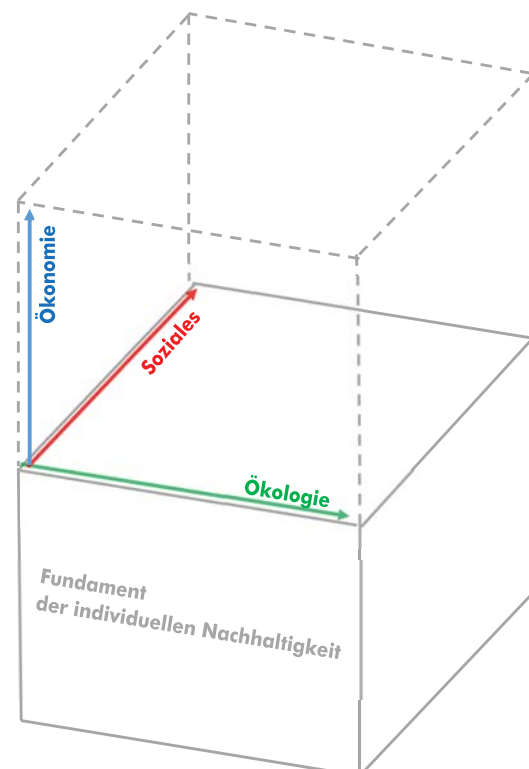 Ökonomie
Soziales
Ökologie
Fundament
der individuellen Nachhaltigkeit